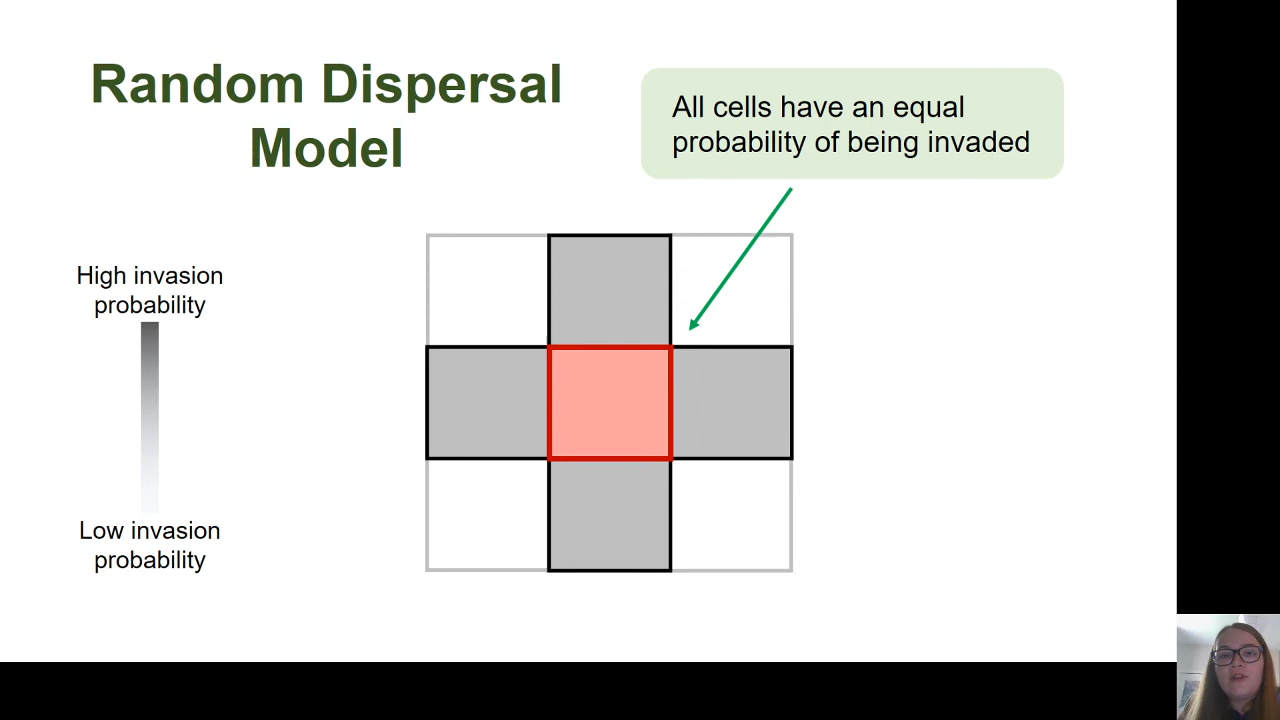 Random Dispersal
Model
All cells have an equal
probability of being invaded
High invasion
probability
Low invasion
probability